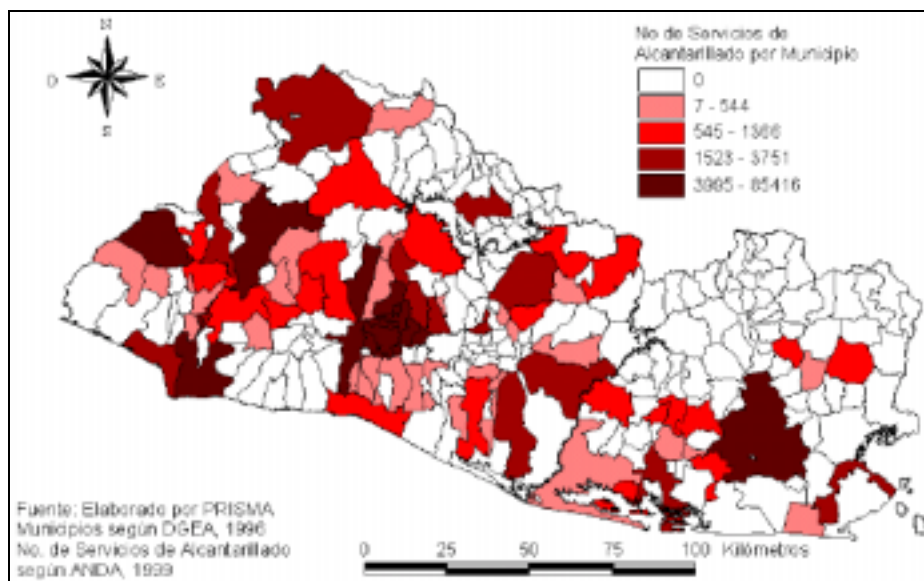 N
O
E
S
No de Servicios de
Alcantarillado por Municipio
0
7 - 544
545 - 1366
1523 - 3751
3985 - 85416
Fuente: Elaborado por PRISMA
Municipios según DGEA, 1996
No. de Servicios de Alcantarillado
según ANDA, 1999
0 25 50 75 100 Kilómetros